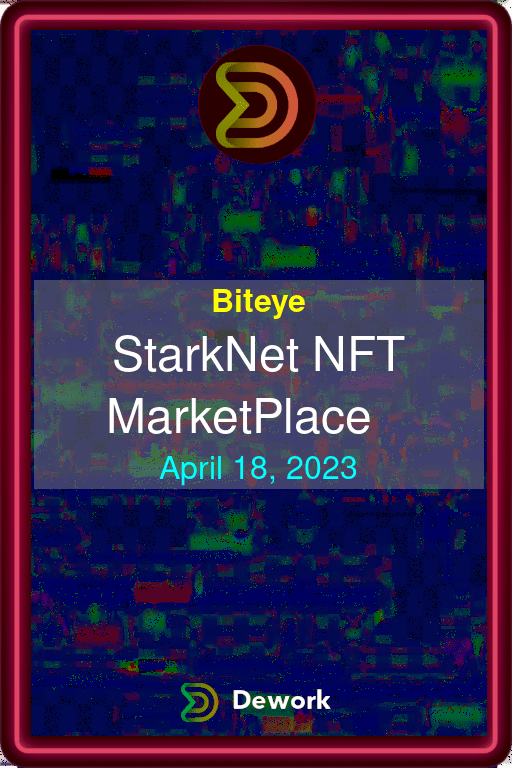 Biteye
StarkNet NFT
MarketPlace
April 18, 2023
Dework